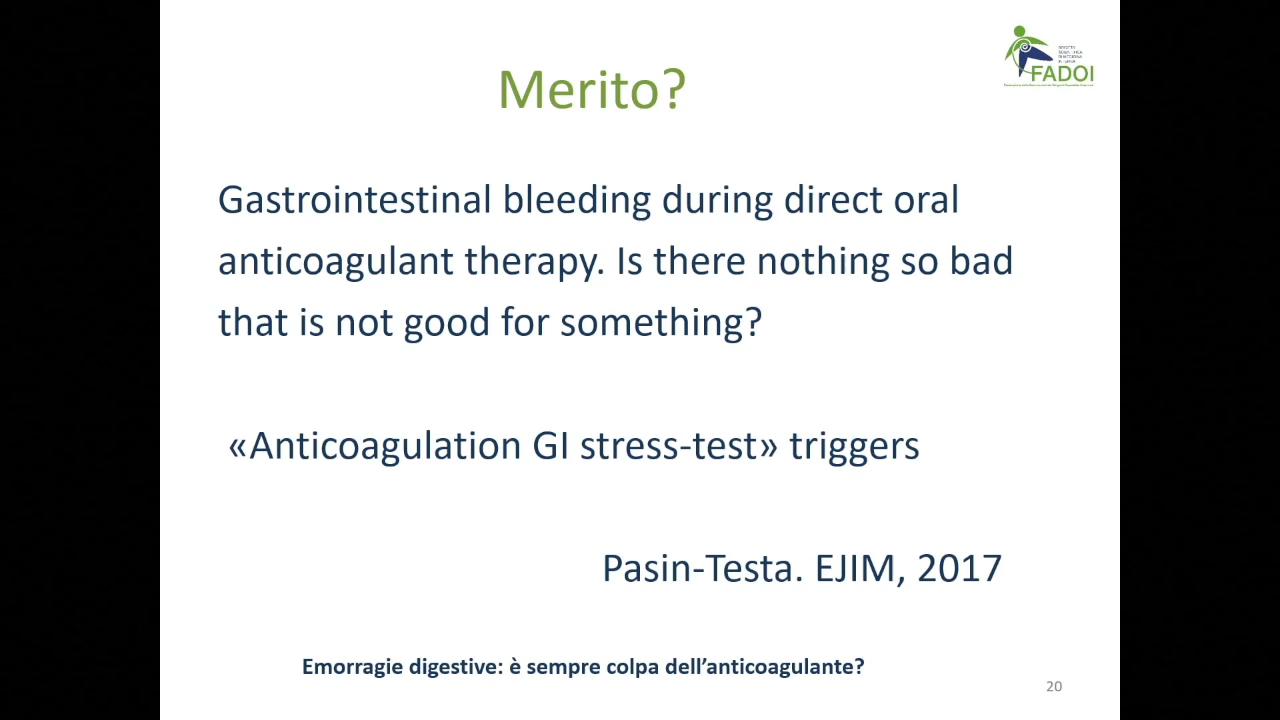 Merito?
FADOI
Gastrointestinal bleeding during direct oral
anticoagulant therapy. Is there nothing so bad
that is not good for something?
«Anticoagulation GI stress-test» triggers
Pasin-Testa. EJIM, 2017
Emorragie digestive: è sempre colpa dell’anticoagulante?
20